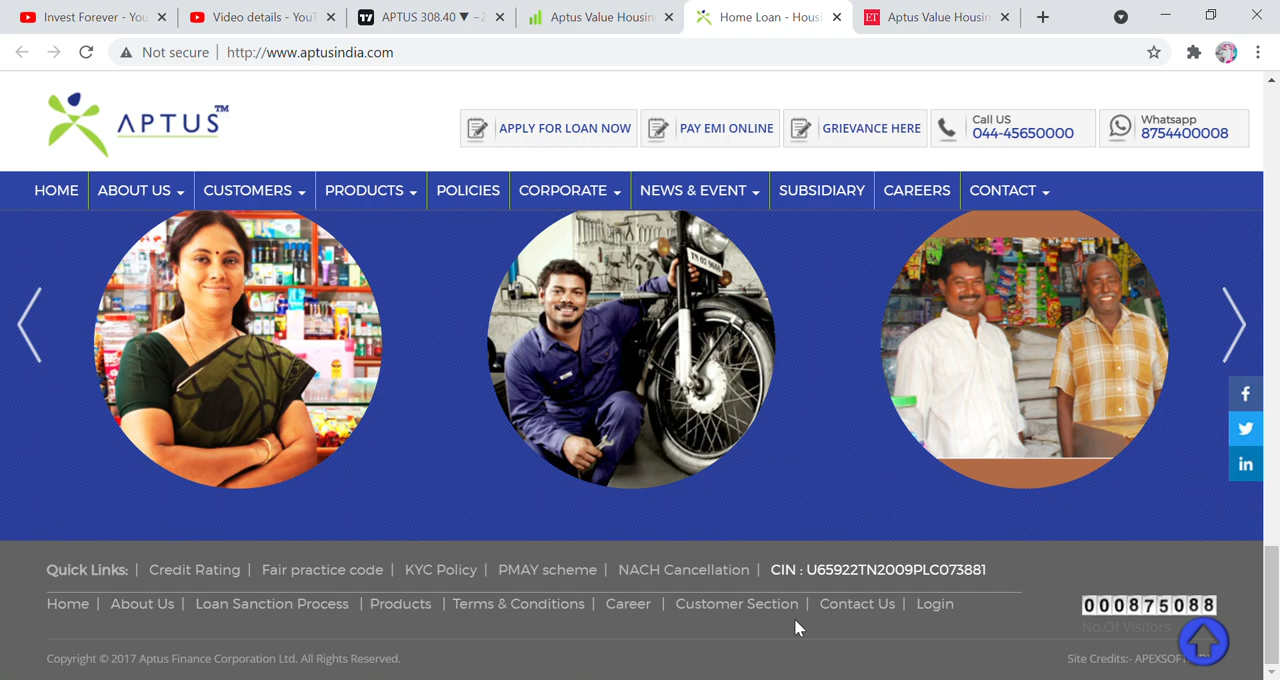 Invest Forever - You
Video details - YouT
APTUS 308.40 ▼ −2
Aptus Value Housin
Home Loan - Housi
ET Aptus Value Housin
Not secure | http://www.aptusindia.com
APTUS TM
APPLY FOR LOAN NOW
PAY EMI ONLINE
GRIEVANCE HERE
Call US
044-45650000
Whatsapp
8754400008
HOME ABOUT US CUSTOMERS PRODUCTS POLICIES CORPORATE NEWS & EVENT SUBSIDIARY CAREERS CONTACT
Quick Links: | Credit Rating | Fair practice code | KYC Policy | PMAY scheme | NACH Cancellation | CIN : U65922TN2009PLC073881
Home | About Us | Loan Sanction Process | Products | Terms & Conditions | Career | Customer Section | Contact Us | Login
000875088
No.Of Visitors
Copyright © 2017 Aptus Finance Corporation Ltd. All Rights Reserved.
Site Credits:- APEXSOF